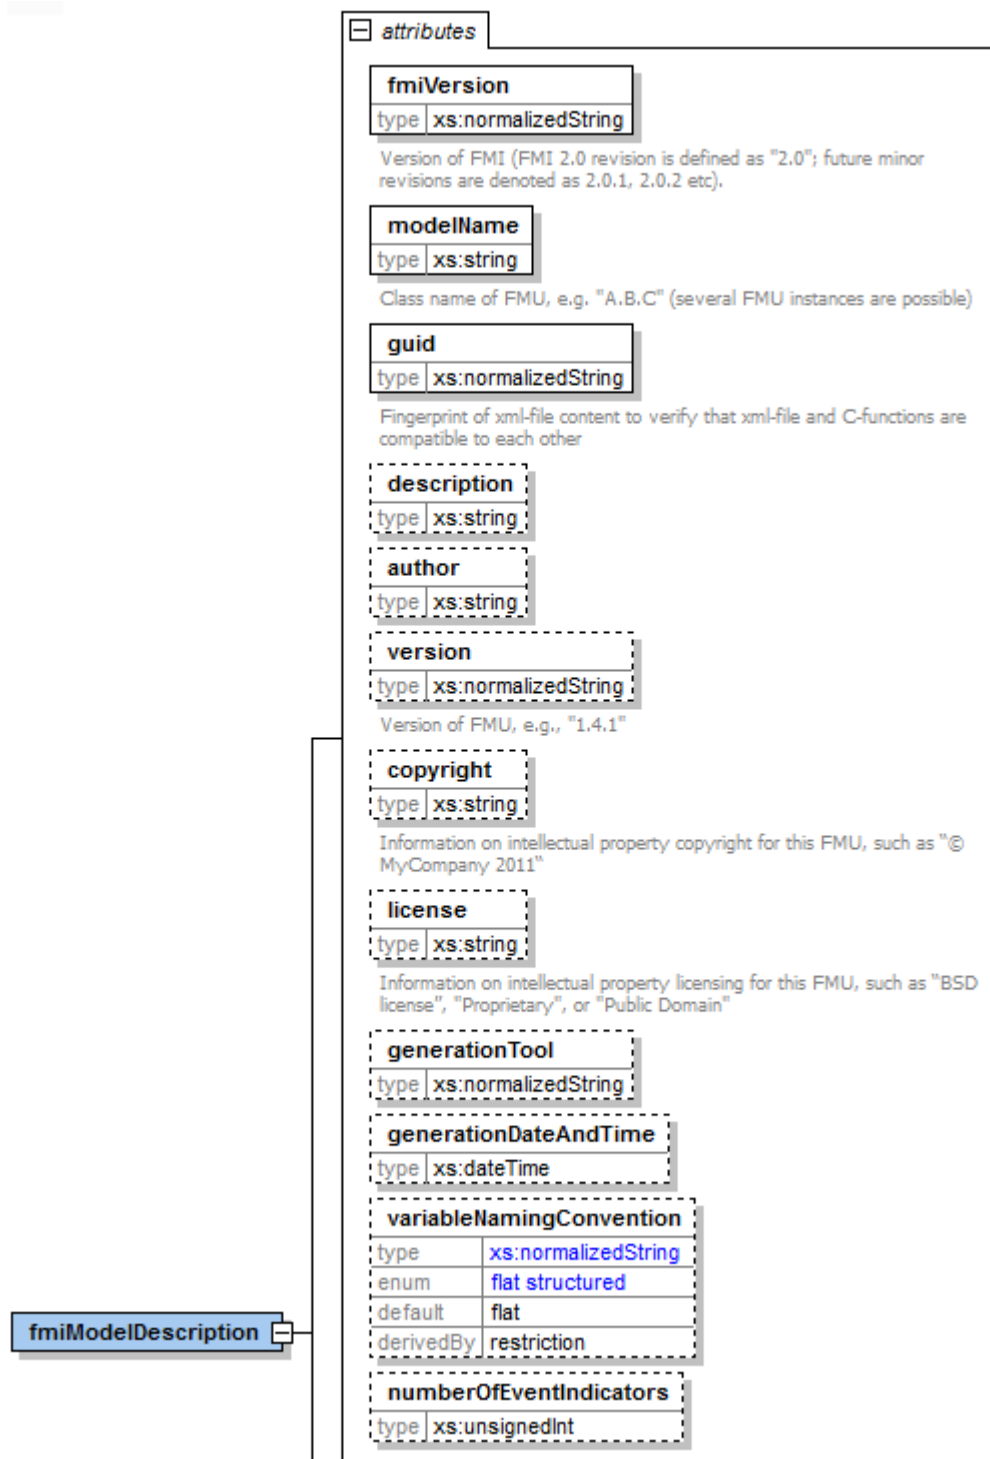 attributes
fmiVersion
type xs:normalizedString
Version of FMI (FMI 2.0 revision is defined as "2.0"; future minor
revisions are denoted as 2.0.1, 2.0.2 etc).
modelName
type xs:string
Class name of FMU, e.g. "A.B.C" (several FMU instances are possible)
guid
type xs:normalizedString
Fingerprint of xml-file content to verify that xml-file and C-functions are
compatible to each other
description
type xs:string
author
type xs:string
version
type xs:normalizedString
Version of FMU, e.g., "1.4.1"
copyright
type xs:string
Information on intellectual property copyright for this FMU, such as “©
MyCompany 2011“
license
type xs:string
Information on intellectual property licensing for this FMU, such as “BSD
license”, "Proprietary", or "Public Domain"
generationTool
type xs:normalizedString
generationDateAndTime
type xs:dateTime
variableNamingConvention
type xs:normalizedString
enum flat structured
default flat
derivedBy restriction
fmiModelDescription
numberOfEventIndicators
type xs:unsignedInt